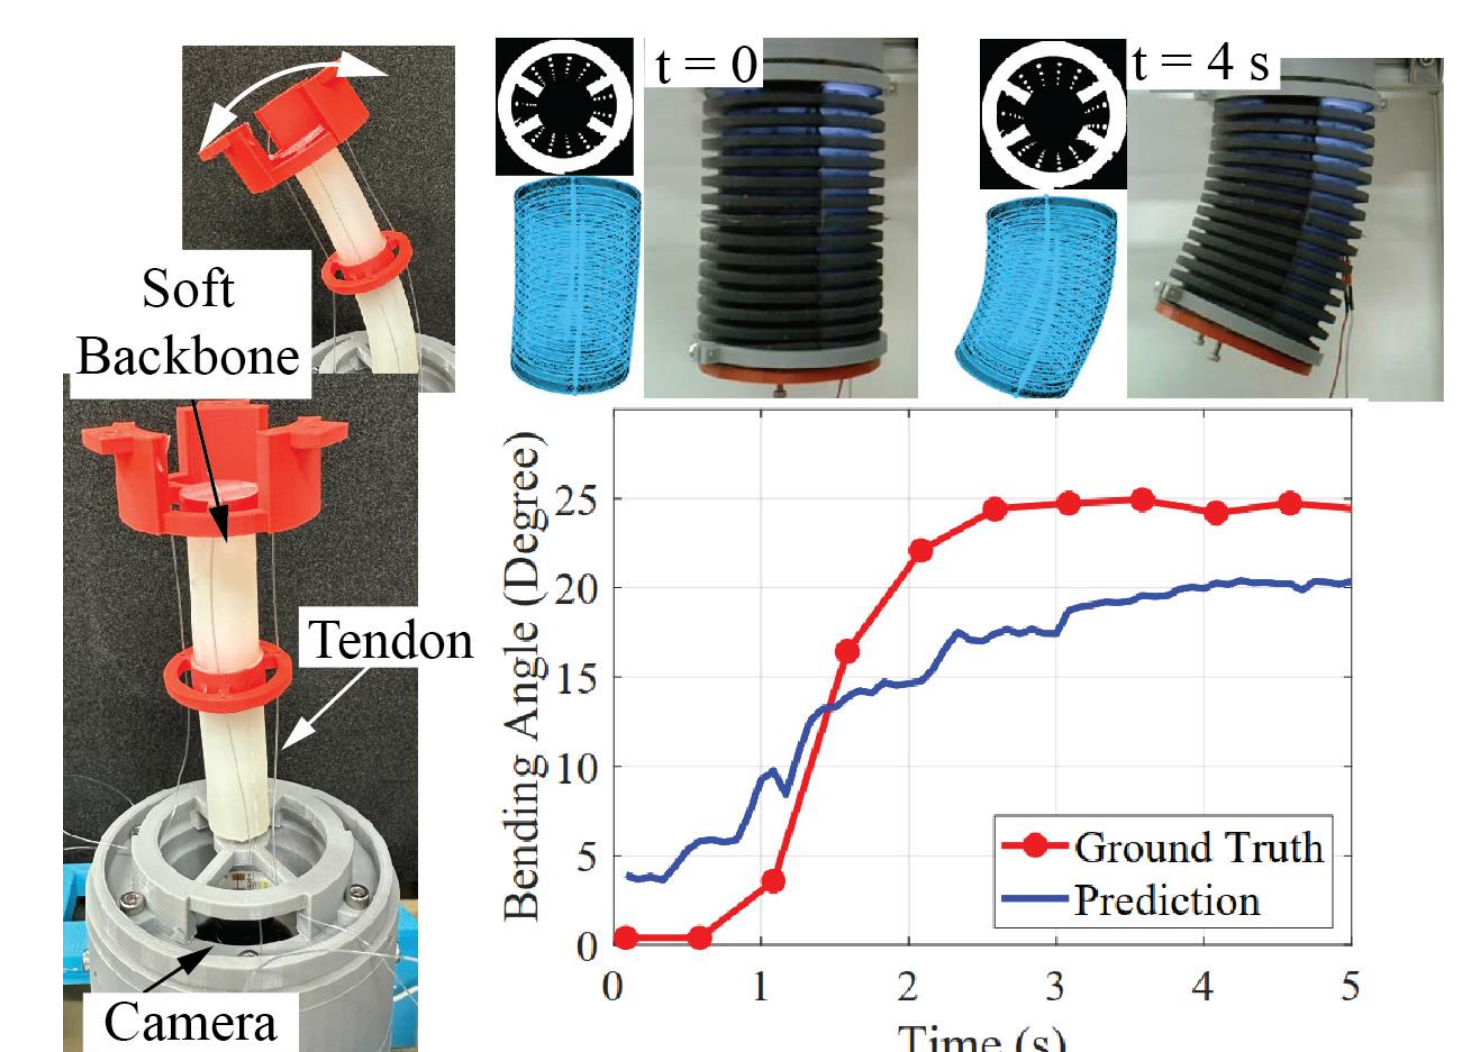 t = 0
t = 4 s
Soft
Backbone
Tendon
Camera
Bending Angle (Degree)
25
20
15
10
5
0
Ground Truth
Prediction
0 1 2 3 4 5
Time (s)